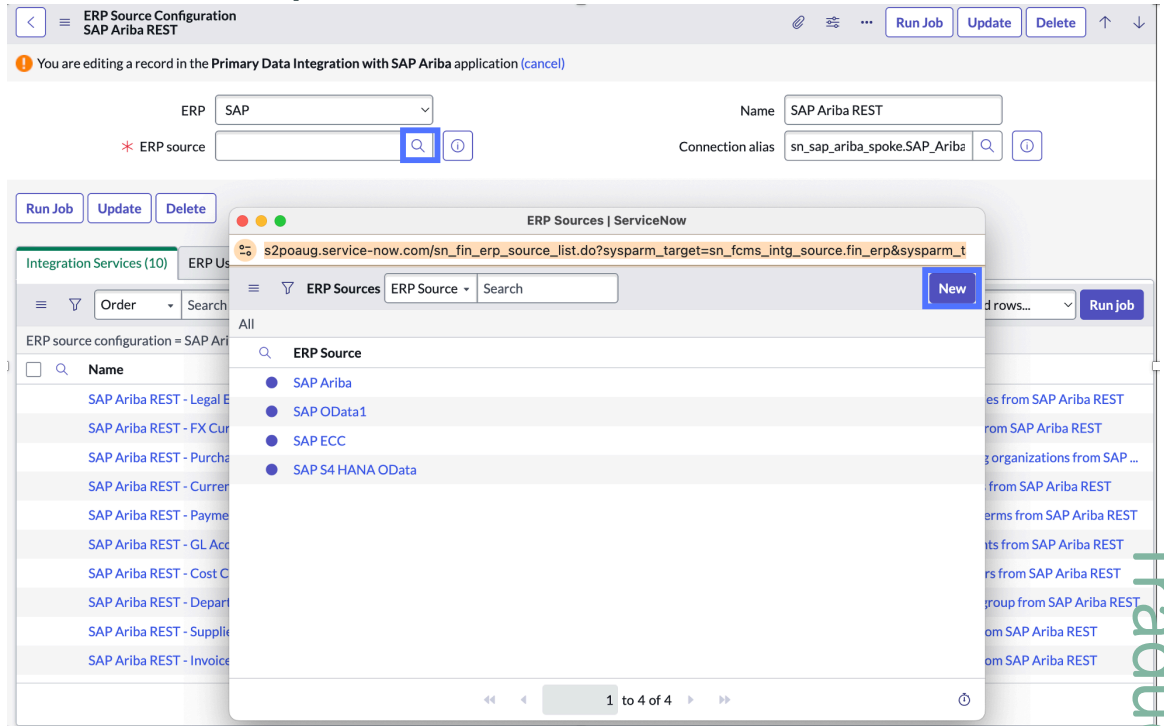 ERP Source Configuration
SAP Ariba REST
Run Job Update Delete
You are editing a record in the Primary Data Integration with SAP Ariba application (cancel)
ERP SAP
Name SAP Ariba REST
* ERP source
Connection alias sn_sap_ariba_spoke.SAP_Ariba
Run Job Update Delete
ERP Sources | ServiceNow
s2poaug.service-now.com/sn_fin_erp_source_list.do?sysparm_target=sn_fcms_intg_source.fin_erp&sysparm_t
Integration Services (10) ERP Us
ERP Sources ERP Source Search New
Order Search
d rows... Run job
All
ERP source configuration = SAP Ari
ERP Source
Name
SAP Ariba
SAP OData1
SAP ECC
SAP S4 HANA OData
SAP Ariba REST - Legal E
es from SAP Ariba REST
SAP Ariba REST - FX Cur
rom SAP Ariba REST
SAP Ariba REST - Purcha
g organizations from SAP ...
SAP Ariba REST - Curren
from SAP Ariba REST
SAP Ariba REST - Payme
erms from SAP Ariba REST
SAP Ariba REST - GL Acc
nts from SAP Ariba REST
SAP Ariba REST - Cost C
rs from SAP Ariba REST
SAP Ariba REST - Depart
group from SAP Ariba REST
SAP Ariba REST - Supplie
om SAP Ariba REST
SAP Ariba REST - Invoice
om SAP Ariba REST
1 to 4 of 4